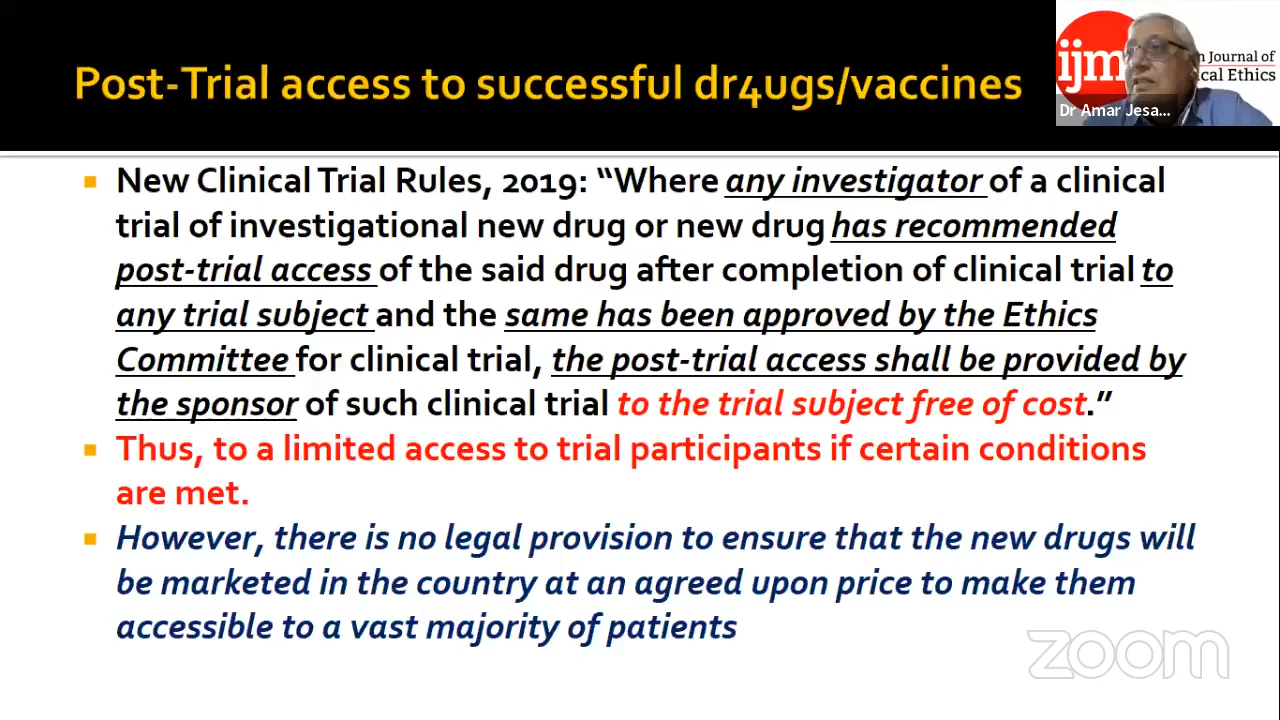 Post-Trial access to successful dr4ugs/vaccines
ijm
n Journal of
cal Ethics
Dr Amar Jesa...
New Clinical Trial Rules, 2019: “Where any investigator of a clinical
trial of investigational new drug or new drug has recommended
post-trial access of the said drug after completion of clinical trial to
any trial subject and the same has been approved by the Ethics
Committee for clinical trial, the post-trial access shall be provided by
the sponsor of such clinical trial to the trial subject free of cost.”
Thus, to a limited access to trial participants if certain conditions
are met.
However, there is no legal provision to ensure that the new drugs will
be marketed in the country at an agreed upon price to make them
accessible to a vast majority of patients
zoom